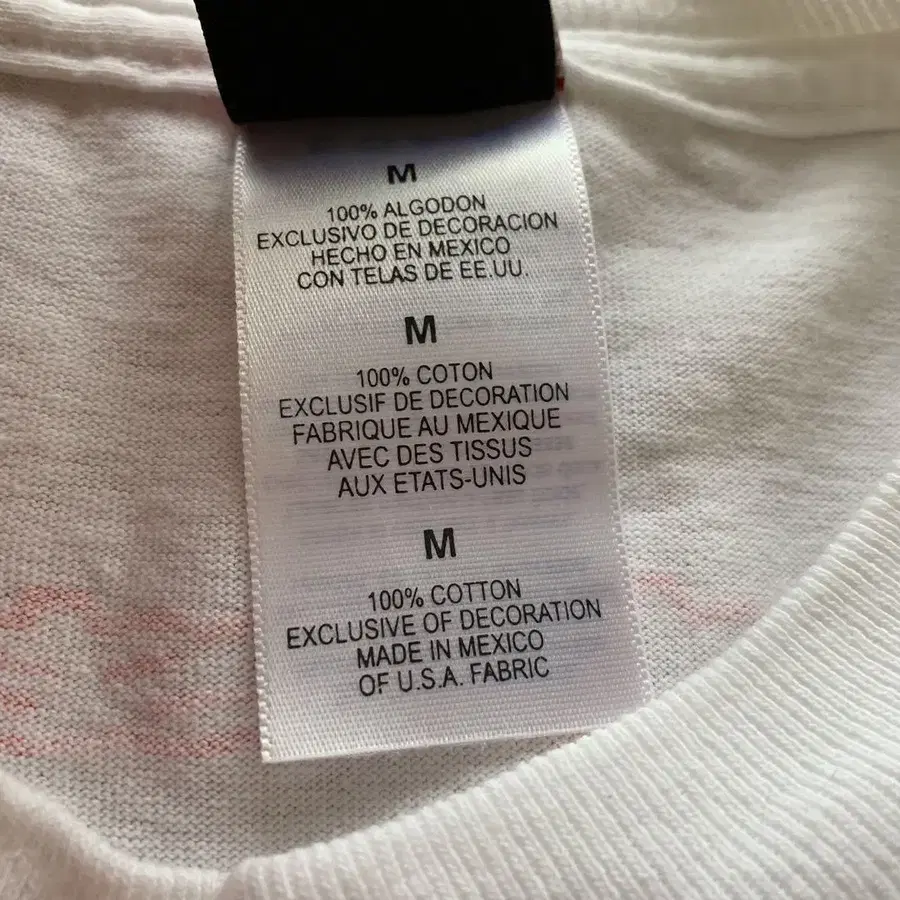 M
100% ALGODON
EXCLUSIVO DE DECORACION
HECHO EN MEXICO
CON TELAS DE EE.UU.
M
100% COTON
EXCLUSIF DE DECORATION
FABRIQUE AU MEXIQUE
AVEC DES TISSUS
AUX ETATS-UNIS
M
100% COTTON
EXCLUSIVE OF DECORATION
MADE IN MEXICO
OF U.S.A. FABRIC